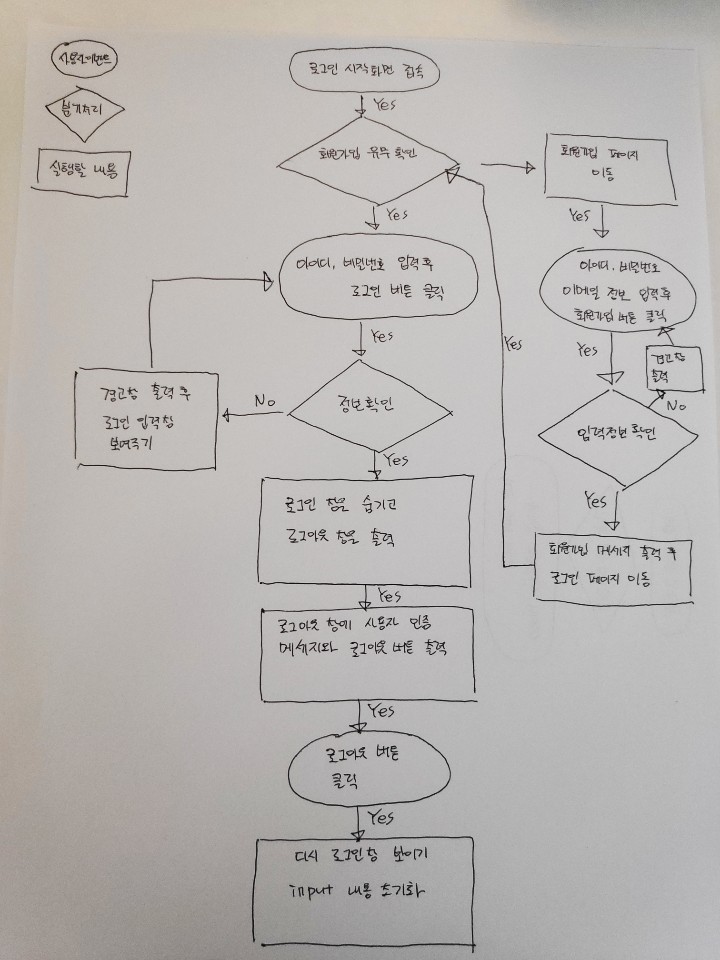 사용자이벤트
분기처리
실행할 내용
로그인 시작화면 접속
Yes
회원가입 유무 확인
Yes
아이디, 비밀번호 입력 후
로그인 버튼 클릭
Yes
정보확인
No
경고창 출력 후
로그인 입력창
보여주기
Yes
로그인 창을 숨기고
로그아웃 창을 출력
Yes
로그아웃 창에 사용자 인증
메세지와 로그아웃 버튼 출력
Yes
로그아웃 버튼
클릭
Yes
다시 로그인창 보이기
input 내용 초기화
회원가입 페이지
이동
Yes
아이디, 비밀번호
이메일 정보 입력 후
회원가입 버튼 클릭
Yes
경고창
출력
No
입력정보 확인
Yes
회원가입 메세지 출력 후
로그인 페이지 이동
Yes